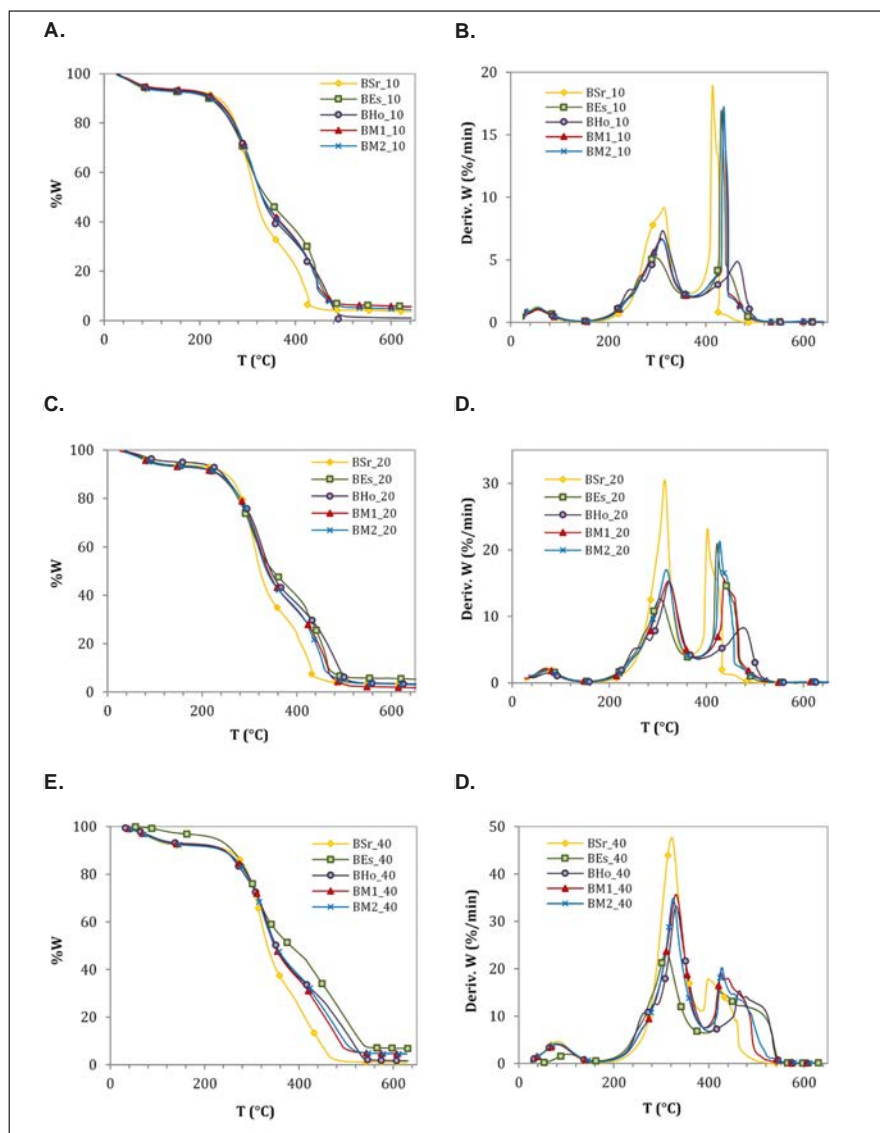 A.
100
80
60
40
20
0
%W
0
200
400
600
T (°C)
BSr_10
BEs_10
BHo_10
BM1_10
BM2_10
B.
20
15
10
5
0
Deriv. W (%/min)
0
200
400
600
T (°C)
BSr_10
BEs_10
BHo_10
BM1_10
BM2_10
C.
100
80
60
40
20
0
%W
0
200
400
600
T (°C)
BSr_20
BEs_20
BHo_20
BM1_20
BM2_20
D.
30
20
10
0
Deriv. W (%/min)
0
200
400
600
T (°C)
BSr_20
BEs_20
BHo_20
BM1_20
BM2_20
E.
100
80
60
40
20
0
%W
0
200
400
600
T (°C)
BSr_40
BEs_40
BHo_40
BM1_40
BM2_40
D.
50
40
30
20
10
0
Deriv. W (%/min)
0
200
400
600
T (°C)
BSr_40
BEs_40
BHo_40
BM1_40
BM2_40